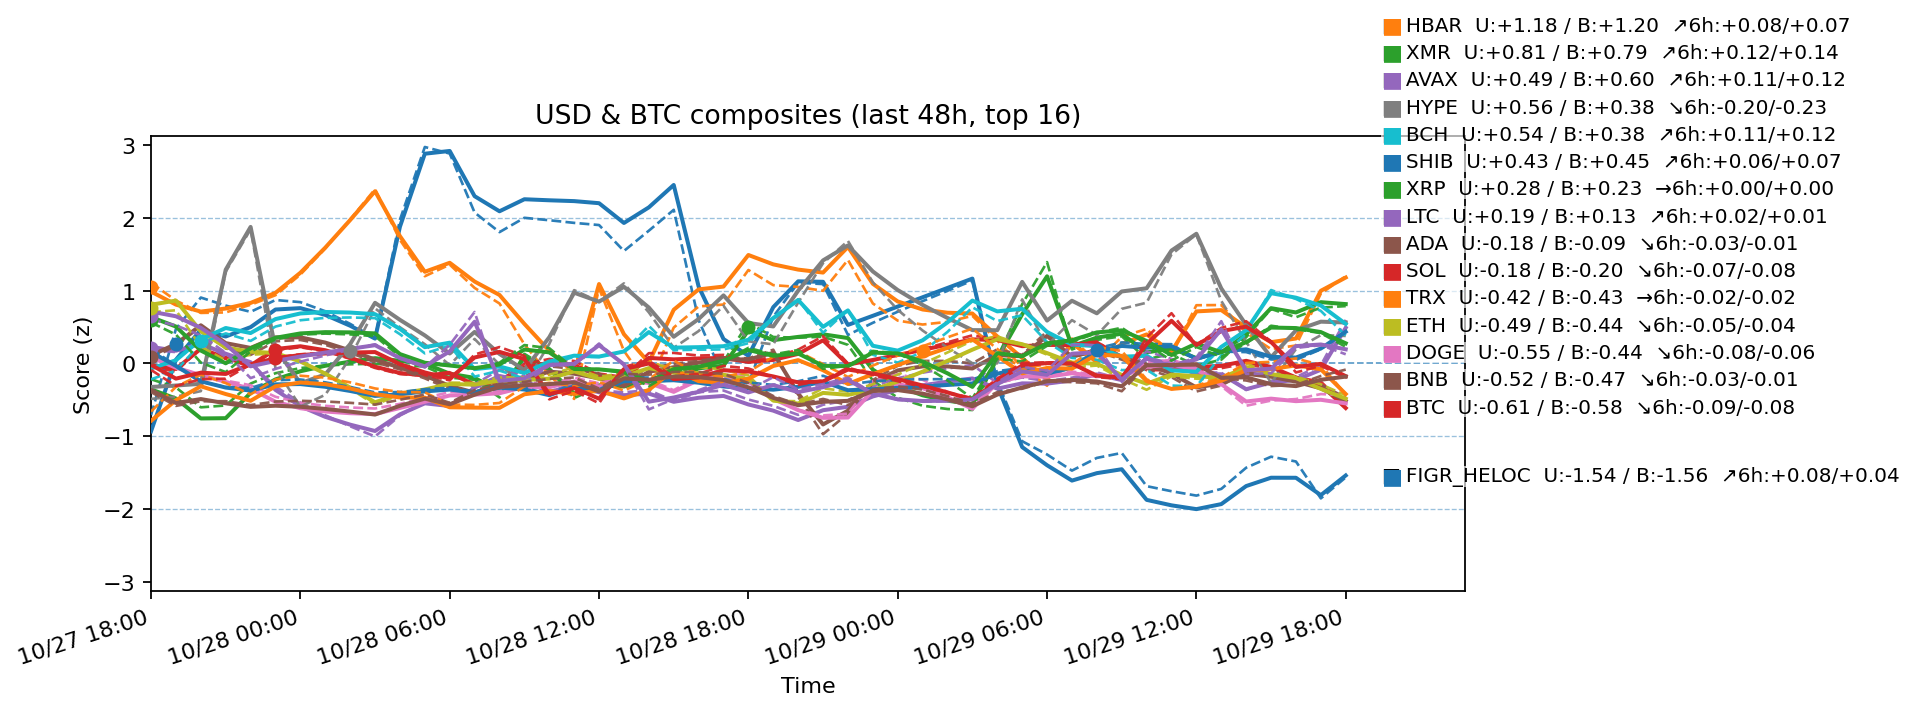 HBAR U:+1.18 / B:+1.20 ↗6h:+0.08/+0.07
XMR U:+0.81 / B:+0.79 ↗6h:+0.12/+0.14
AVAX U:+0.49 / B:+0.60 ↗6h:+0.11/+0.12
HYPE U:+0.56 / B:+0.38 ↘6h:-0.20/-0.23
USD & BTC composites (last 48h, top 16)
BCH U:+0.54 / B:+0.38 ↗6h:+0.11/+0.12
SHIB U:+0.43 / B:+0.45 ↗6h:+0.06/+0.07
XRP U:+0.28 / B:+0.23 →6h:+0.00/+0.00
LTC U:+0.19 / B:+0.13 ↗6h:+0.02/+0.01
ADA U:-0.18 / B:-0.09 ↘6h:-0.03/-0.01
SOL U:-0.18 / B:-0.20 ↘6h:-0.07/-0.08
TRX U:-0.42 / B:-0.43 →6h:-0.02/-0.02
ETH U:-0.49 / B:-0.44 ↘6h:-0.05/-0.04
DOGE U:-0.55 / B:-0.44 ↘6h:-0.08/-0.06
BNB U:-0.52 / B:-0.47 ↘6h:-0.03/-0.01
BTC U:-0.61 / B:-0.58 ↘6h:-0.09/-0.08
FIGR_HELOC U:-1.54 / B:-1.56 ↗6h:+0.08/+0.04
Score (z)
3
2
1
0
−1
−2
−3
10/27 18:00
10/28 00:00
10/28 06:00
10/28 12:00
10/28 18:00
10/29 00:00
10/29 06:00
10/29 12:00
10/29 18:00
Time